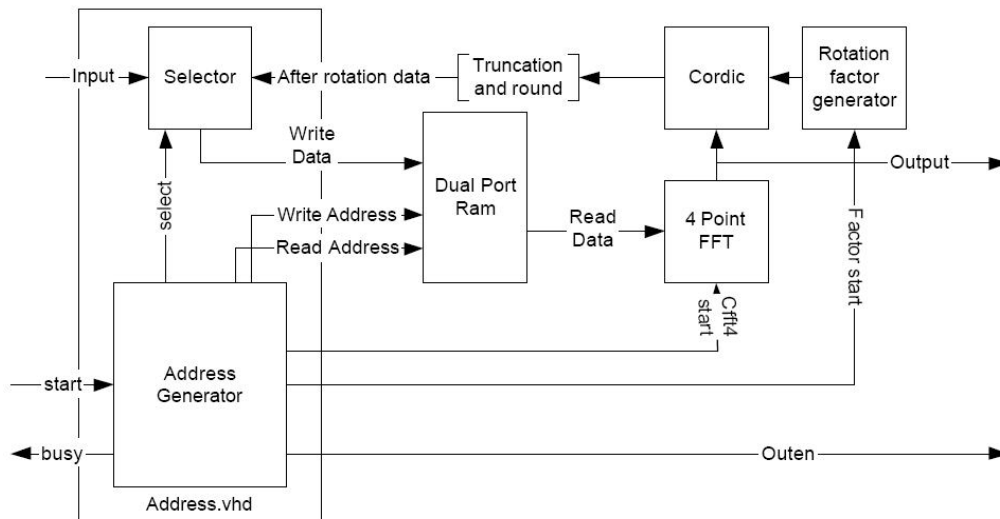 Input
Selector
After rotation data
Truncation
and round
Cordic
Rotation
factor
generator
Write
Data
Dual Port
Ram
Output
select
Write Address
Read Address
Read
Data
4 Point
FFT
Factor start
Cfft4
start
start
Address
Generator
busy
Outen
Address.vhd